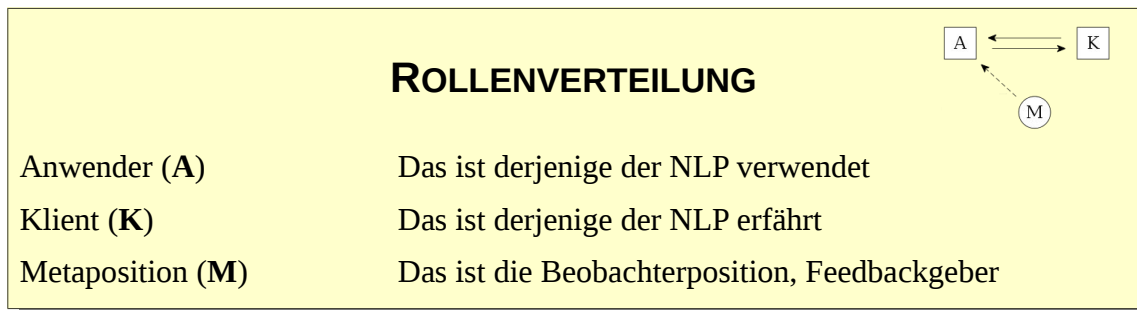 A K
ROLLENVERTEILUNG
M
Anwender (A) Das ist derjenige der NLP verwendet
Klient (K) Das ist derjenige der NLP erfährt
Metaposition (M) Das ist die Beobachterposition, Feedbackgeber